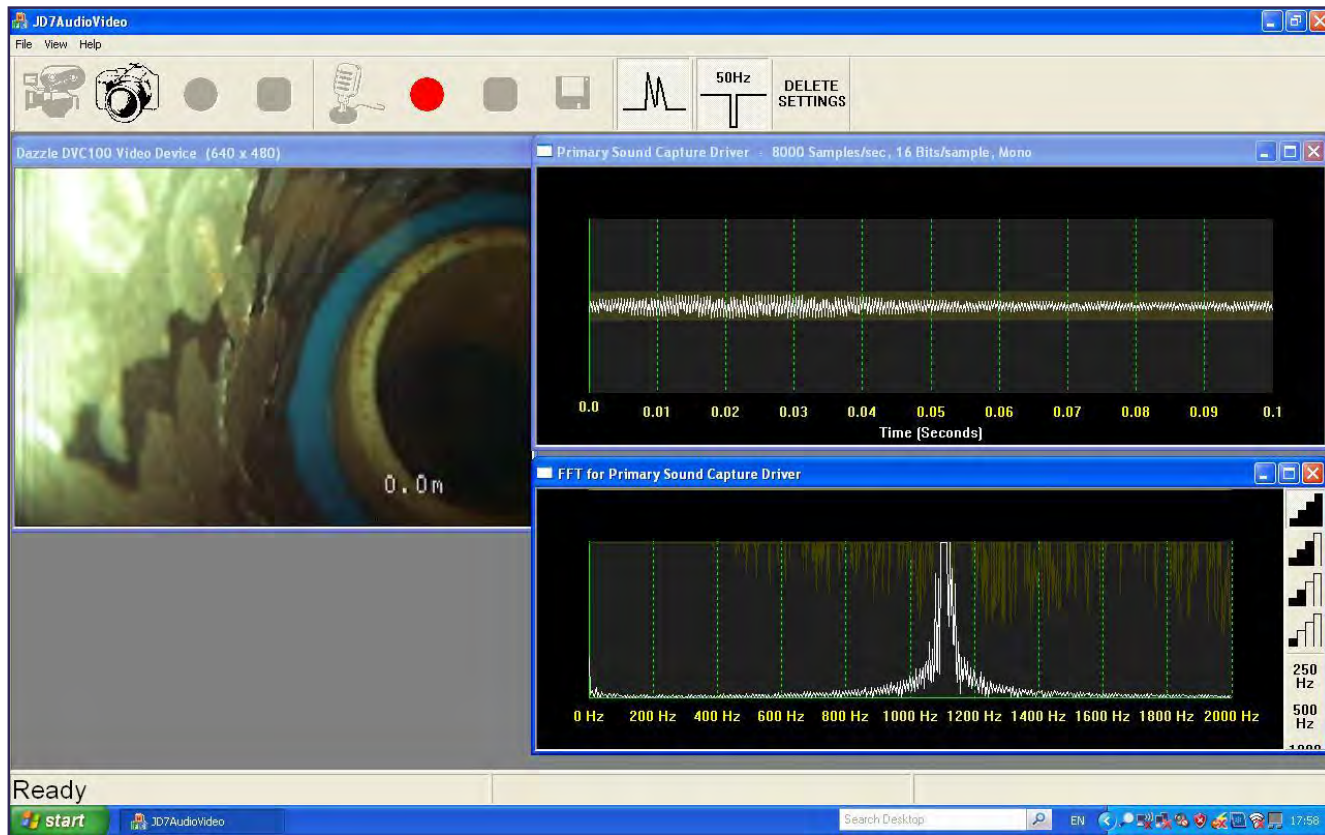 JD7AudioVideo
File View Help
50Hz
DELETE
SETTINGS
Dazzle DVC100 Video Device (640 x 480)
0.0m
Primary Sound Capture Driver - 8000 Samples/sec, 16 Bits/sample, Mono
0.0 0.01 0.02 0.03 0.04 0.05 0.06 0.07 0.08 0.09 0.1
Time (Seconds)
FFT for Primary Sound Capture Driver
0 Hz 200 Hz 400 Hz 600 Hz 800 Hz 1000 Hz 1200 Hz 1400 Hz 1600 Hz 1800 Hz 2000 Hz
250
Hz
500
Hz
Ready
start JD7AudioVideo Search Desktop EN 17:58